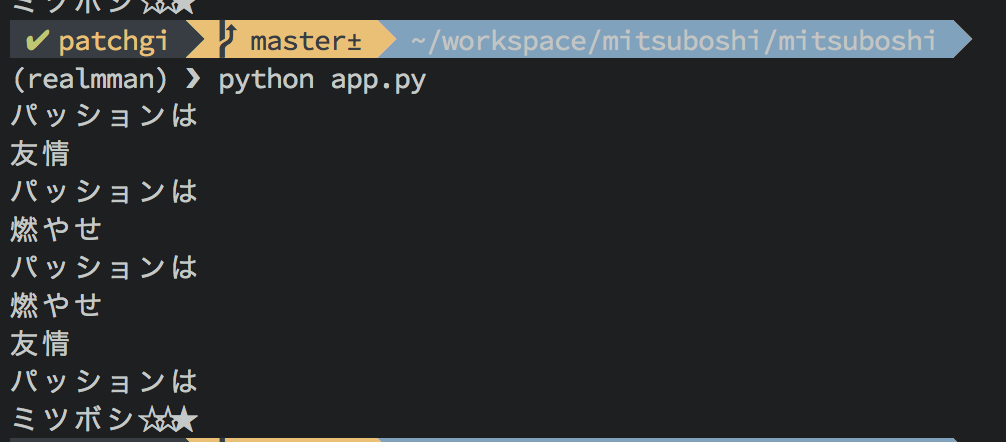 ミツボシ☆☆★
✔ patchgi master± ~/workspace/mitsuboshi/mitsuboshi
(realmman) ❯ python app.py
パッションは
友情
パッションは
燃やせ
パッションは
燃やせ
友情
パッションは
ミツボシ☆☆★